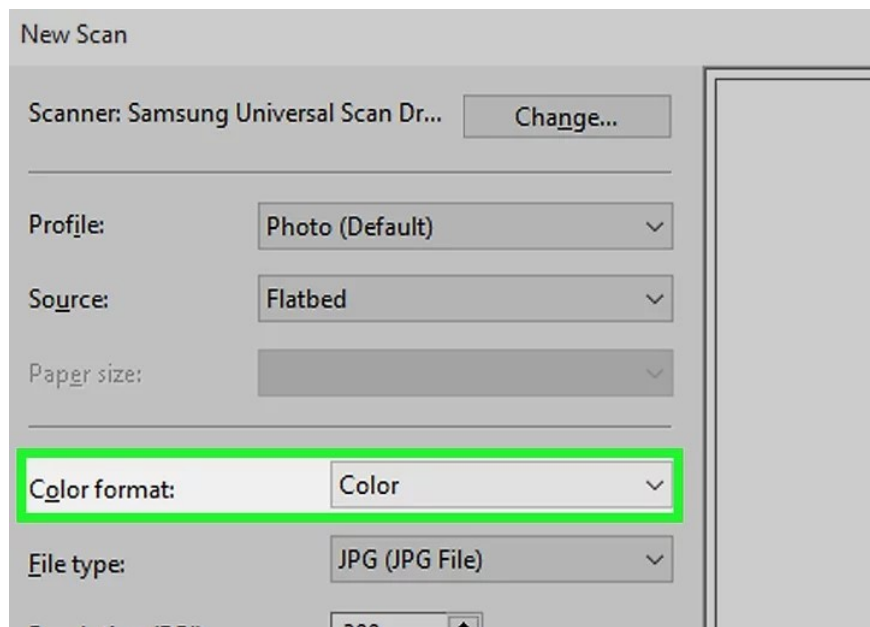 New Scan
Scanner: Samsung Universal Scan Dr... Change...
Profile: Photo (Default)
Source: Flatbed
Paper size:
Color format: Color
File type: JPG (JPG File)